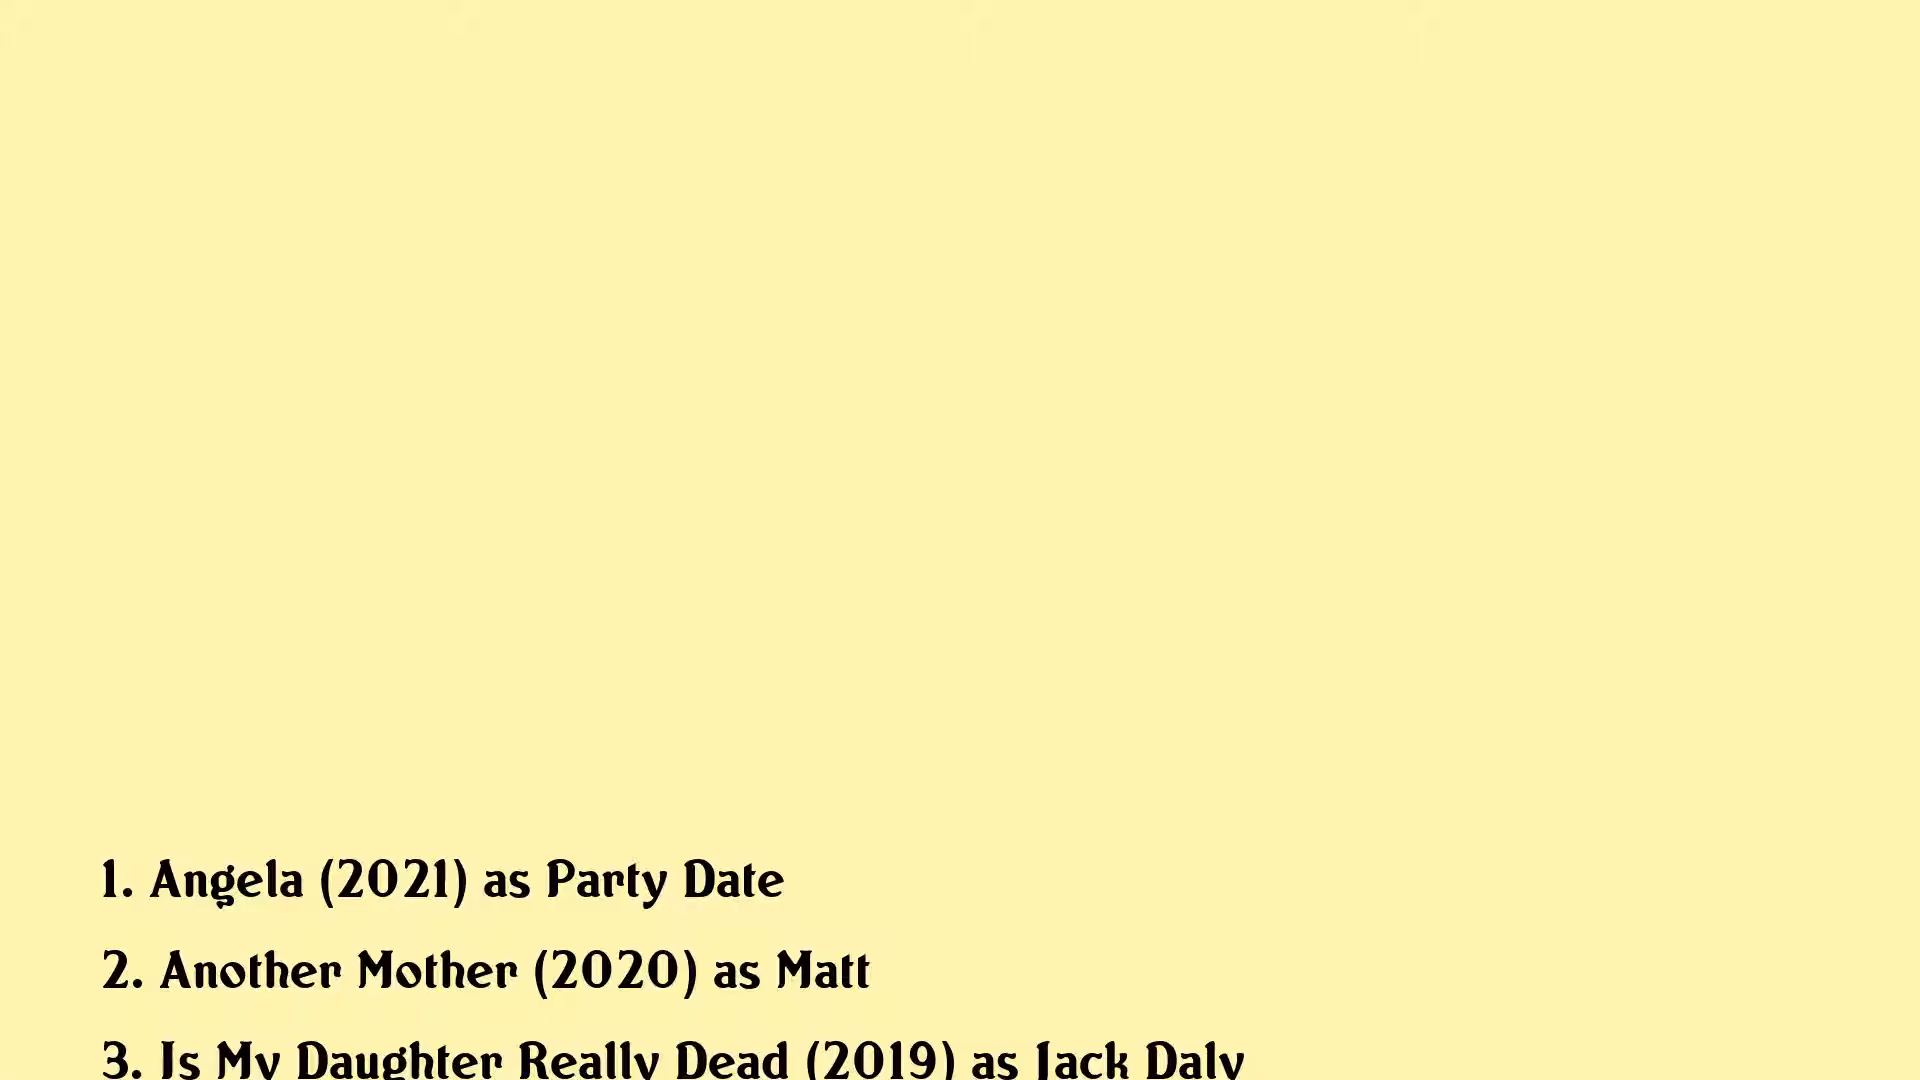 1. Angela (2021) as Party Date
2. Another Mother (2020) as Matt
3. Is My Daughter Really Dead (2019) as Jack Daly